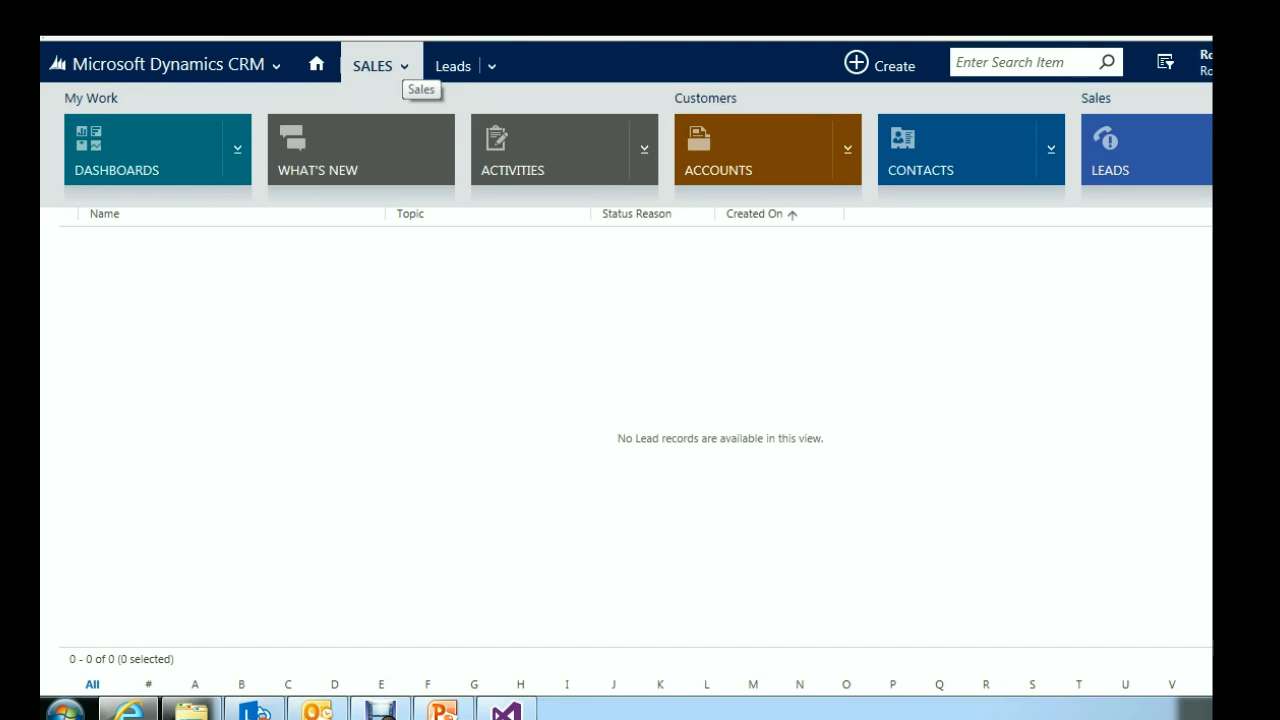 Microsoft Dynamics CRM
SALES
Leads
Create
Enter Search Item
Ro
Ro
Sales
My Work
Customers
Sales
DASHBOARDS
WHAT'S NEW
ACTIVITIES
ACCOUNTS
CONTACTS
LEADS
Name
Topic
Status Reason
Created On
No Lead records are available in this view.
0 - 0 of 0 (0 selected)
All # A B C D E F G H I J K L M N O P Q R S T U V